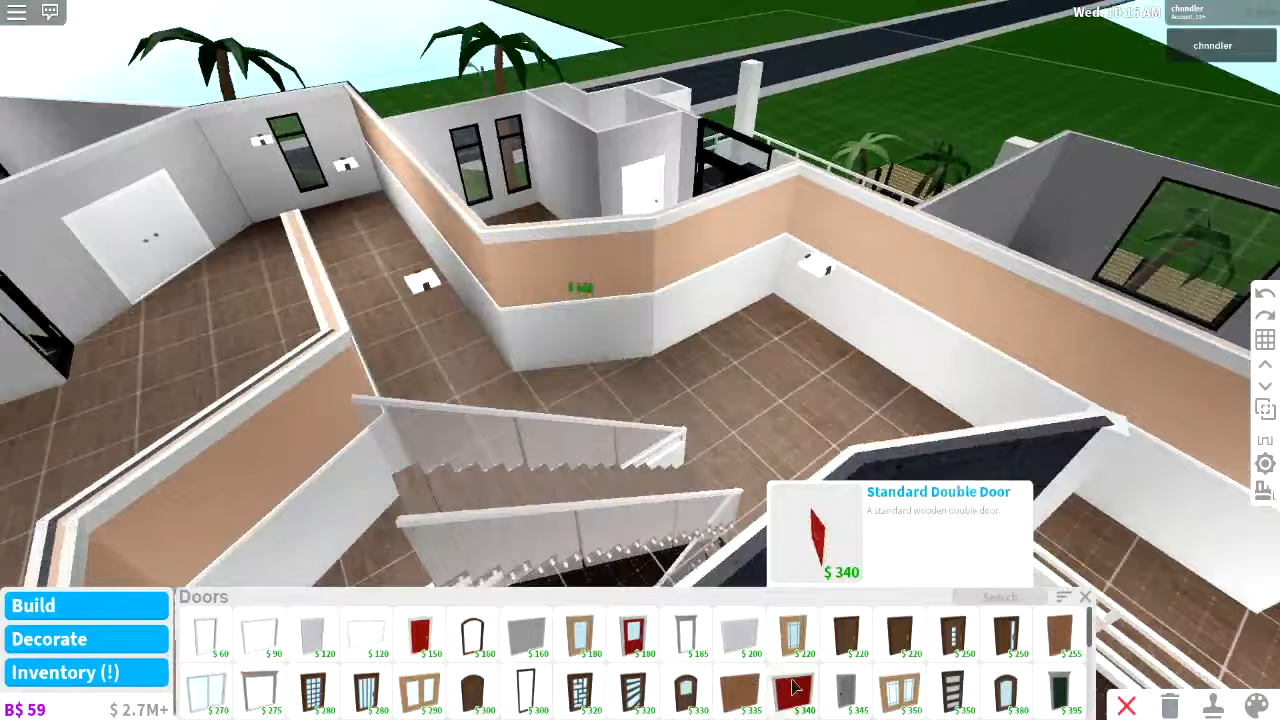 Wed. 10:15 AM
chnndler
Account_13+
chnndler
Standard Double Door
A standard wooden double door.
$ 340
Build
Decorate
Inventory (!)
B$ 59
$ 2.7M+
Doors
Search
$ 60
$ 90
$ 120
$ 120
$ 150
$ 160
$ 160
$ 180
$ 180
$ 185
$ 200
$ 220
$ 220
$ 220
$ 250
$ 250
$ 255
$ 270
$ 275
$ 280
$ 280
$ 290
$ 300
$ 300
$ 320
$ 320
$ 330
$ 335
$ 340
$ 345
$ 350
$ 350
$ 380
$ 395